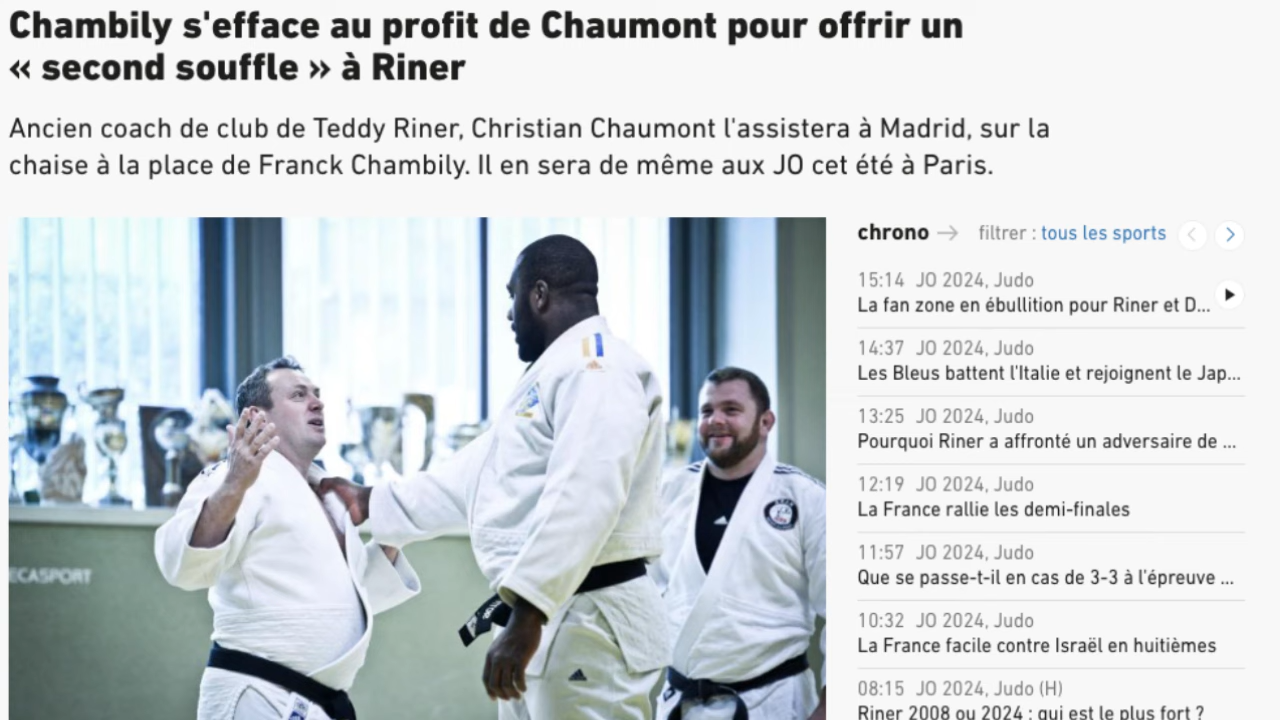 Chambily s'efface au profit de Chaumont pour offrir un
« second souffle » à Riner
Ancien coach de club de Teddy Riner, Christian Chaumont l'assistera à Madrid, sur la
chaise à la place de Franck Chambily. Il en sera de même aux JO cet été à Paris.
ECASPORT
chrono → filtrer : tous les sports
15:14 JO 2024, Judo
La fan zone en ébullition pour Riner et D...
14:37 JO 2024, Judo
Les Bleus battent l'Italie et rejoignent le Jap...
13:25 JO 2024, Judo
Pourquoi Riner a affronté un adversaire de ...
12:19 JO 2024, Judo
La France rallie les demi-finales
11:57 JO 2024, Judo
Que se passe-t-il en cas de 3-3 à l'épreuve ...
10:32 JO 2024, Judo
La France facile contre Israël en huitièmes
08:15 JO 2024, Judo (H)
Riner 2008 ou 2024 : qui est le plus fort ?